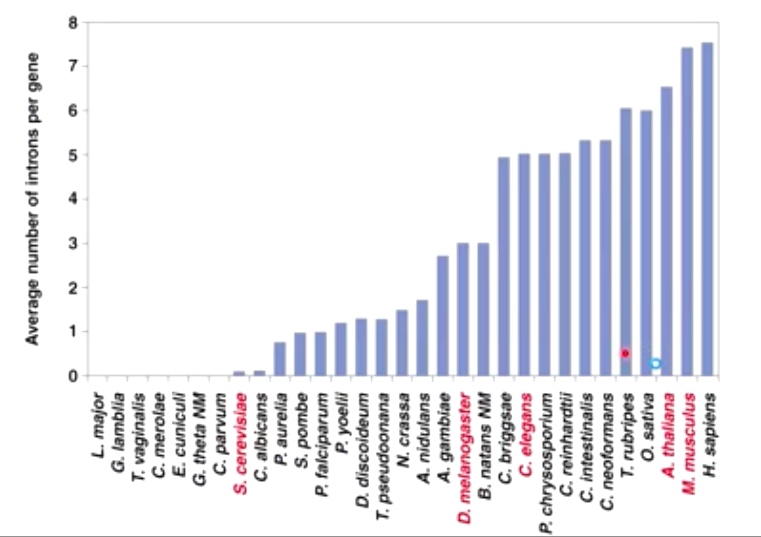 Average number of introns per gene
8
7
6
5
4
3
2
1
0
L. major
G. lamblia
T. vaginalis
C. merolae
E. cuniculi
G. theta NM
C. parvum
S. cerevisiae
C. albicans
P. aurelia
S. pombe
P. falciparum
P. yoelii
D. discoideum
T. pseudoonana
N. crassa
A. nidulans
A. gambiae
D. melanogaster
B. natans NM
C. briggsae
C. elegans
P. chrysosporium
C. reinhardtii
C. intestinalis
C. neoformans
T. rubripes
O. sativa
A. thaliana
M. musculus
H. sapiens